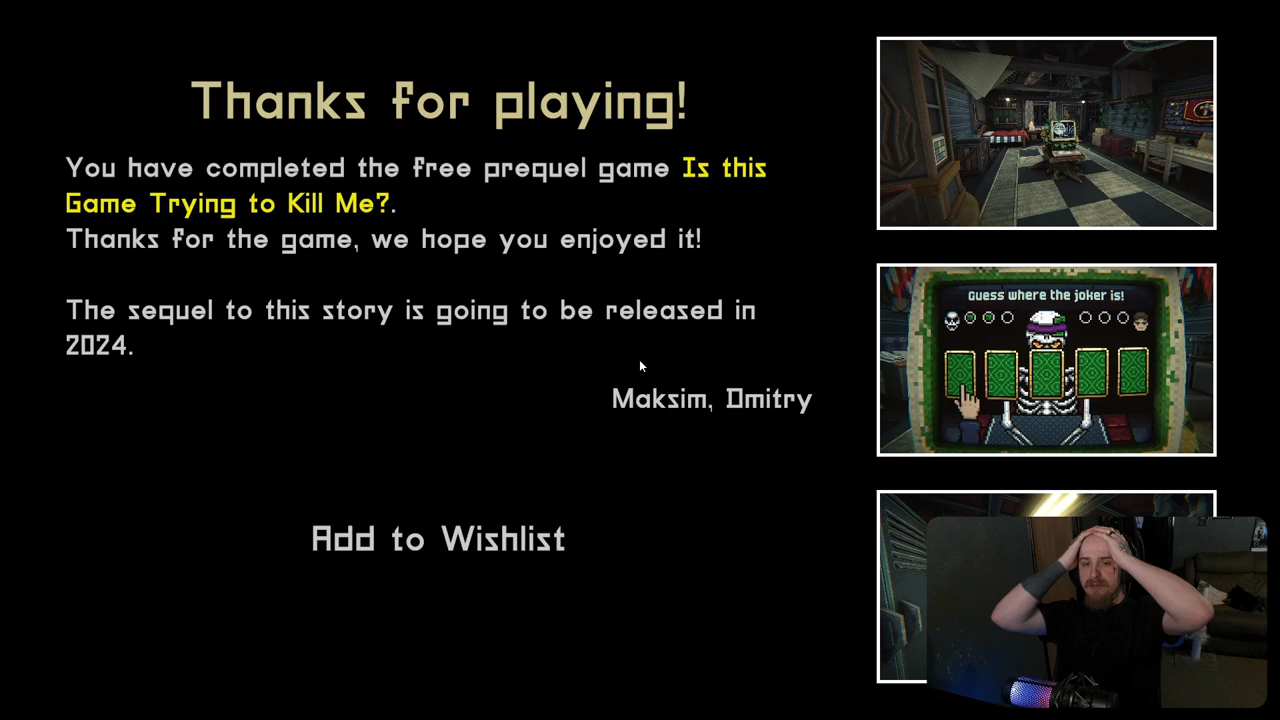 Thanks for playing!
You have completed the free prequel game Is this
Game Trying to Kill Me?.
Thanks for the game, we hope you enjoyed it!
The sequel to this story is going to be released in
2024.
Maksim, Dmitry
Add to Wishlist
Guess where the joker is!